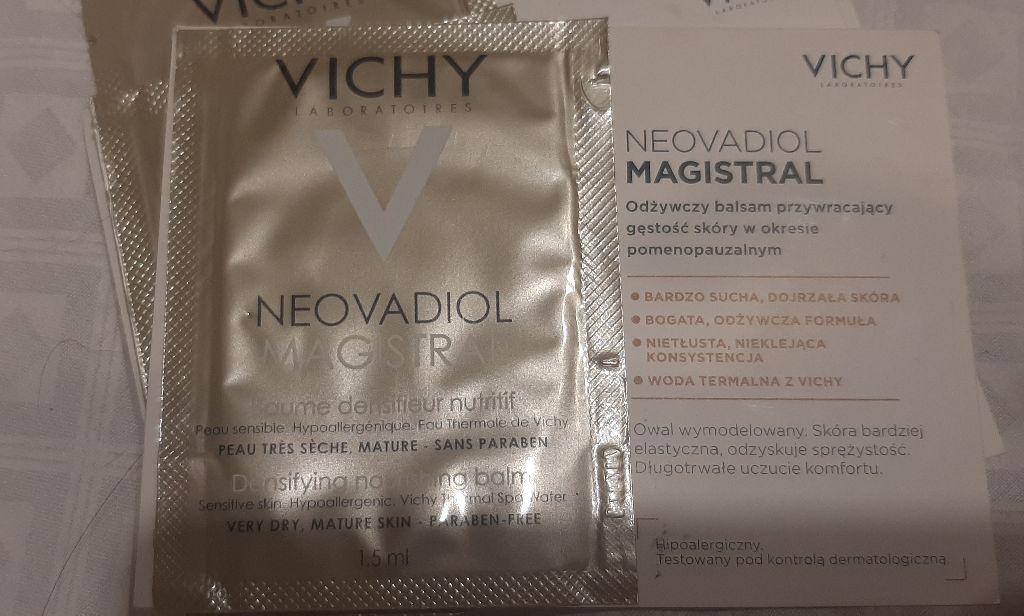 VICHY
LABORATOIRES
V
NEOVADIOL
MAGISTRAL
Baume densifieur nutritif
Peau sensible. Hypoallergénique. Eau Thermale de Vichy
PEAU TRÈS SÈCHE, MATURE - SANS PARABEN
Densifying nourishing balm
Sensitive skin. Hypoallergenic. Vichy Thermal Spa Water
VERY DRY, MATURE SKIN - PARABEN-FREE
1.5 ml
VICHY
LABORATOIRES
NEOVADIOL
MAGISTRAL
Odżywczy balsam przywracający
gęstość skóry w okresie
pomenopauzalnym
BARDZO SUCHA, DOJRZAŁA SKÓRA
BOGATA, ODŻYWCZA FORMUŁA
NIETŁUSTA, NIEKLEJĄCA
KONSYSTENCJA
WODA TERMALNA Z VICHY
Owal wymodelowany. Skóra bardziej
elastyczna, odzyskuje sprężystość.
Długotrwałe uczucie komfortu.
Hipoalergiczny.
Testowany pod kontrolą dermatologiczną.